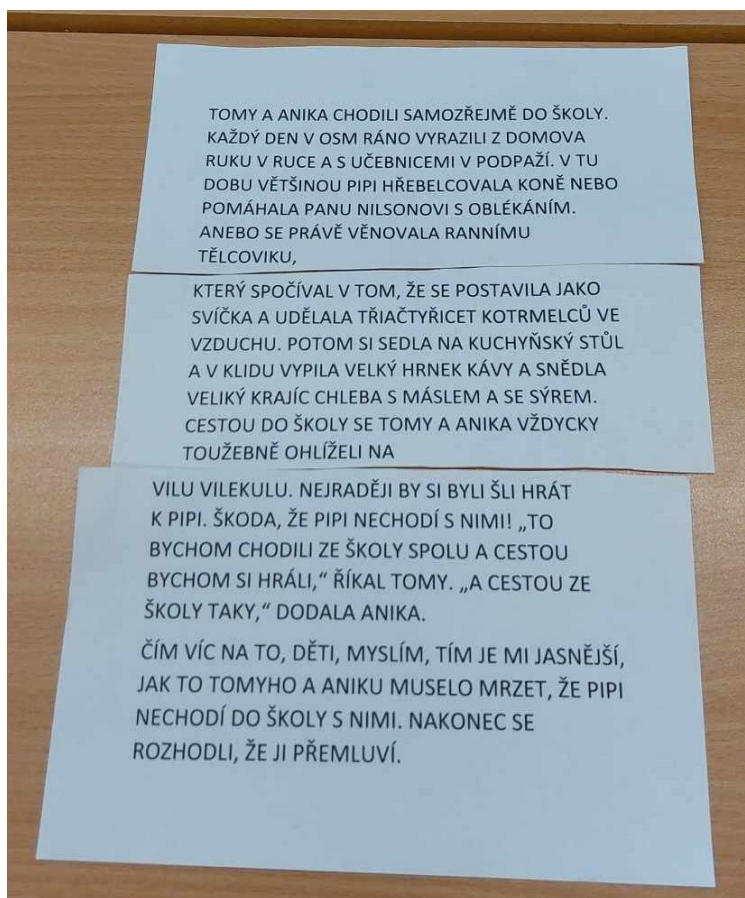 TOMY A ANIKA CHODILI SAMOZŘEJMĚ DO ŠKOLY.
KAŽDÝ DEN V OSM RÁNO VYRAZILI Z DOMOVA
RUKU V RUCE A S UČEBNICEMI V PODPAŽÍ. V TU
DOBU VĚTŠINOU PIPI HŘEBELCOVALA KONĚ NEBO
POMÁHALA PANU NILSONOVI S OBLÉKÁNÍM.
ANEBO SE PRÁVĚ VĚNOVALA RANNÍMU
TĚLCOVIKU,
KTERÝ SPOČÍVAL V TOM, ŽE SE POSTAVILA JAKO
SVÍČKA A UDĚLALA TŘIAČTYŘICET KOTRMELCŮ VE
VZDUCHU. POTOM SI SEDLA NA KUCHYŇSKÝ STŮL
A V KLIDU VYPILA VELKÝ HRNEK KÁVY A SNĚDLA
VELIKÝ KRAJÍC CHLEBA S MÁSLEM A SE SÝREM.
CESTOU DO ŠKOLY SE TOMY A ANIKA VŽDYCKY
TOUŽEBNĚ OHLÍŽELI NA
VILU VILEKULU. NEJRADĚJI BY SI BYLI ŠLI HRÁT
K PIPI. ŠKODA, ŽE PIPI NECHODÍ S NIMI! „TO
BYCHOM CHODILI ZE ŠKOLY SPOLU A CESTOU
BYCHOM SI HRÁLI,“ ŘÍKAL TOMY. „A CESTOU ZE
ŠKOLY TAKY,“ DODALA ANIKA.
ČÍM VÍC NA TO, DĚTI, MYSLÍM, TÍM JE MI JASNĚJŠÍ,
JAK TO TOMYHO A ANIKU MUSELO MRZET, ŽE PIPI
NECHODÍ DO ŠKOLY S NIMI. NAKONEC SE
ROZHODLI, ŽE JI PŘEMLUVÍ.